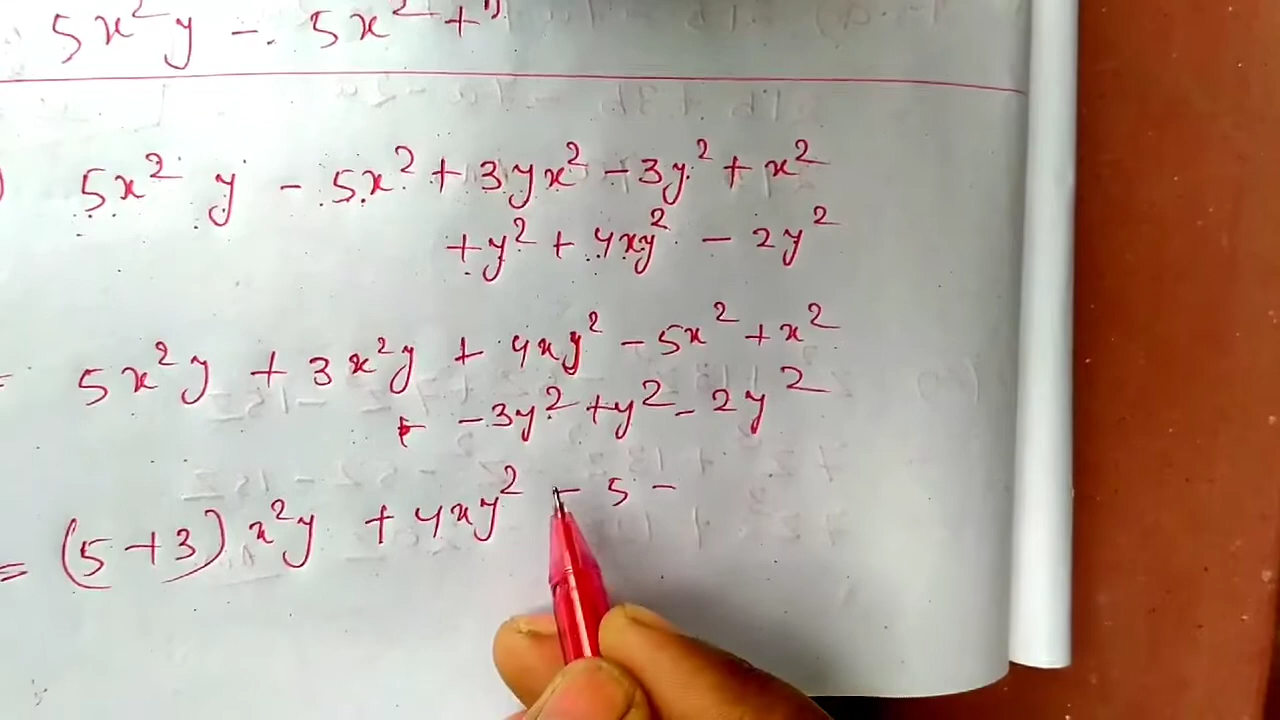 5x²y - 5x² +
) 5x² y - 5x² + 3yx² - 3y² + x²
+ y² + 4xy² - 2y²
= 5x²y + 3x²y + 4xy² - 5x² + x²
- 3y² + y² - 2y²
= (5+3) x²y + 4xy² - 5 -